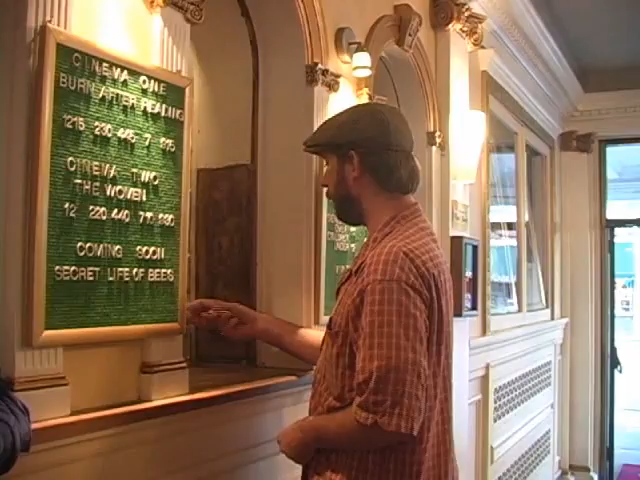 CINEMA ONE
BURN AFTER READING
1215 230 445 7 925
CINEMA TWO
THE WOMEN
12 220 440 710 930
COMING SOON
SECRET LIFE OF BEES